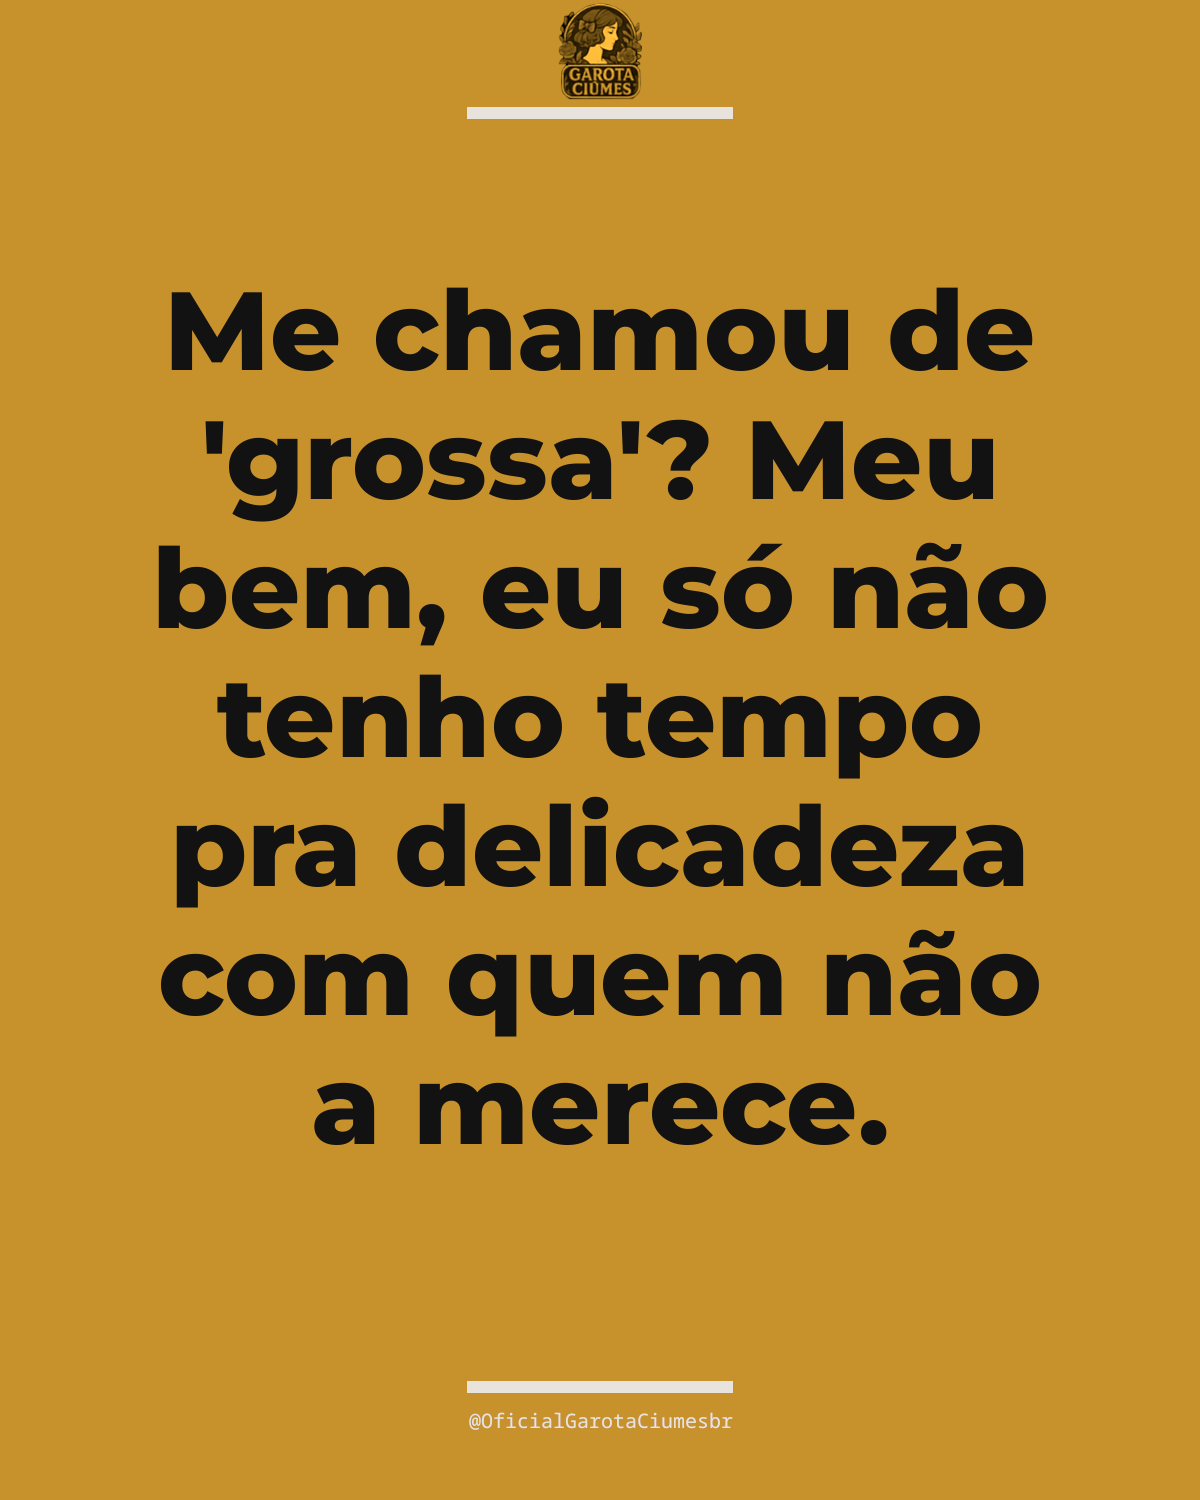 GAROTA
CIÚMES
Me chamou de
'grossa'? Meu
bem, eu só não
tenho tempo
pra delicadeza
com quem não
a merece.
@OficialGarotaCiumesbr